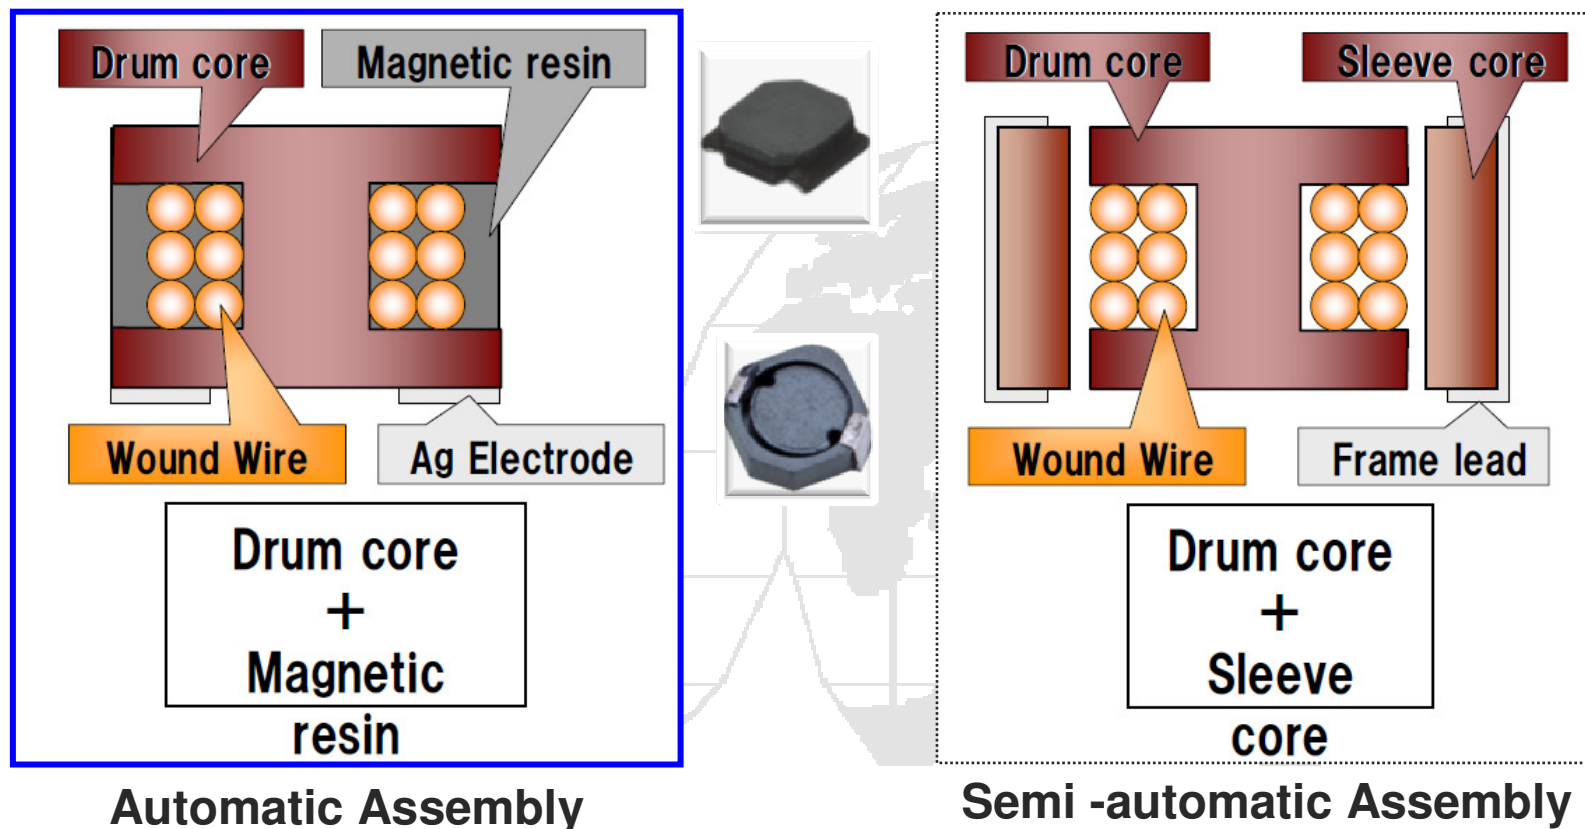 Drum core
Magnetic resin
Wound Wire
Ag Electrode
Drum core
+
Magnetic
resin
Automatic Assembly
Drum core
Sleeve core
Wound Wire
Frame lead
Drum core
+
Sleeve
core
Semi -automatic Assembly